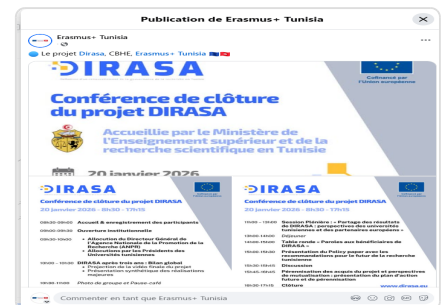 Publication de Erasmus+ Tunisia
Erasmus+ Tunisia
Le projet Dirasa, CBHE, Erasmus+ Tunisia
DIRASA
Cofinancé par
l'Union européenne
Conférence de clôture
du projet DIRASA
Accueillie par le Ministère de
l'Enseignement supérieur et de la
recherche scientifique en Tunisie
20 janvier 2026
DIRASA
Conférence de clôture du projet DIRASA
20 janvier 2026 - 8h30 - 17h15
Accueil & enregistrement des participants
Ouverture institutionnelle
• Allocution du Directeur Général de
l'Agence Nationale de la Promotion de la
Recherche (ANPR)
• Allocutions par les Présidents des
Universités tunisiennes
DIRASA après trois ans : Bilan global
• Projection de la vidéo finale du projet
• Présentation synthétique des réalisations
majeures
Photo de groupe et Pause-café
DIRASA
Conférence de clôture du projet DIRASA
20 janvier 2026 - 8h30 - 17h15
Session Plénière : « Partage des résultats
de DIRASA : perspectives des universités
tunisiennes et des partenaires européens »
Déjeuner
Table ronde : Paroles aux bénéficiaires de
DIRASA :
Présentation du Policy paper avec les
recommandations pour le futur de la recherche
tunisienne
Discussion
Pérennisation des acquis du projet et perspectives
de mutualisation : présentation du plan d'action
futur et de pérennisation
Clôture
www.dirasa.eu
Commenter en tant que Erasmus+ Tunisia